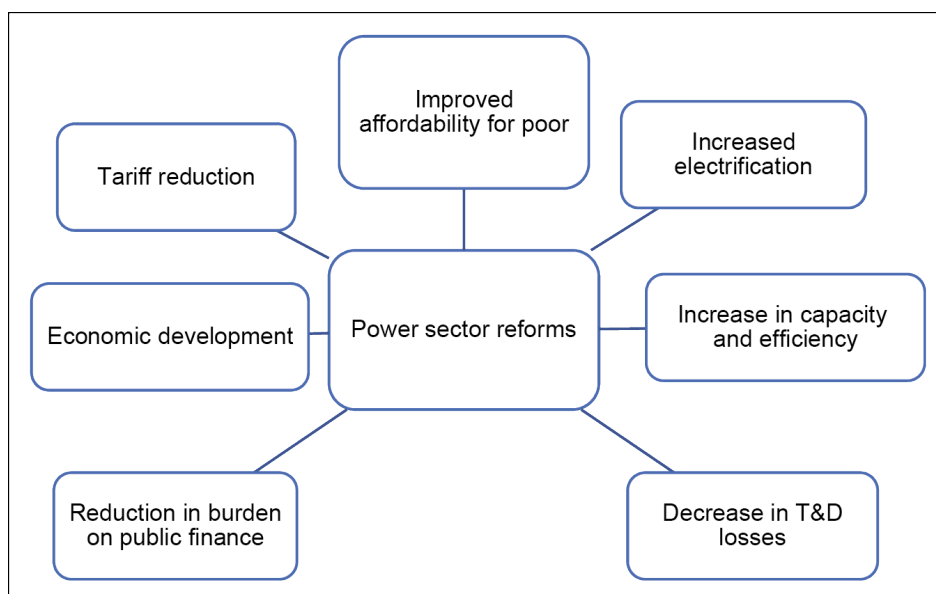 Improved
affordability for poor
Increased
electrification
Tariff reduction
Power sector reforms
Economic development
Increase in capacity
and efficiency
Reduction in burden
on public finance
Decrease in T&D
losses